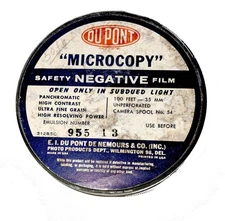 DU PONT
"MICROCOPY"
SAFETY NEGATIVE FILM
OPEN ONLY IN SUBDUED LIGHT
PANCHROMATIC
HIGH CONTRAST
ULTRA FINE GRAIN
HIGH RESOLVING POWER
100 FEET—35 MM
UNPERFORATED
CAMERA SPOOL No. 54
EMULSION NUMBER
USE BEFORE
955 13
E. I. DU PONT DE NEMOURS & CO. (INC.)
PHOTO PRODUCTS DEPT. WILMINGTON 98, DEL.